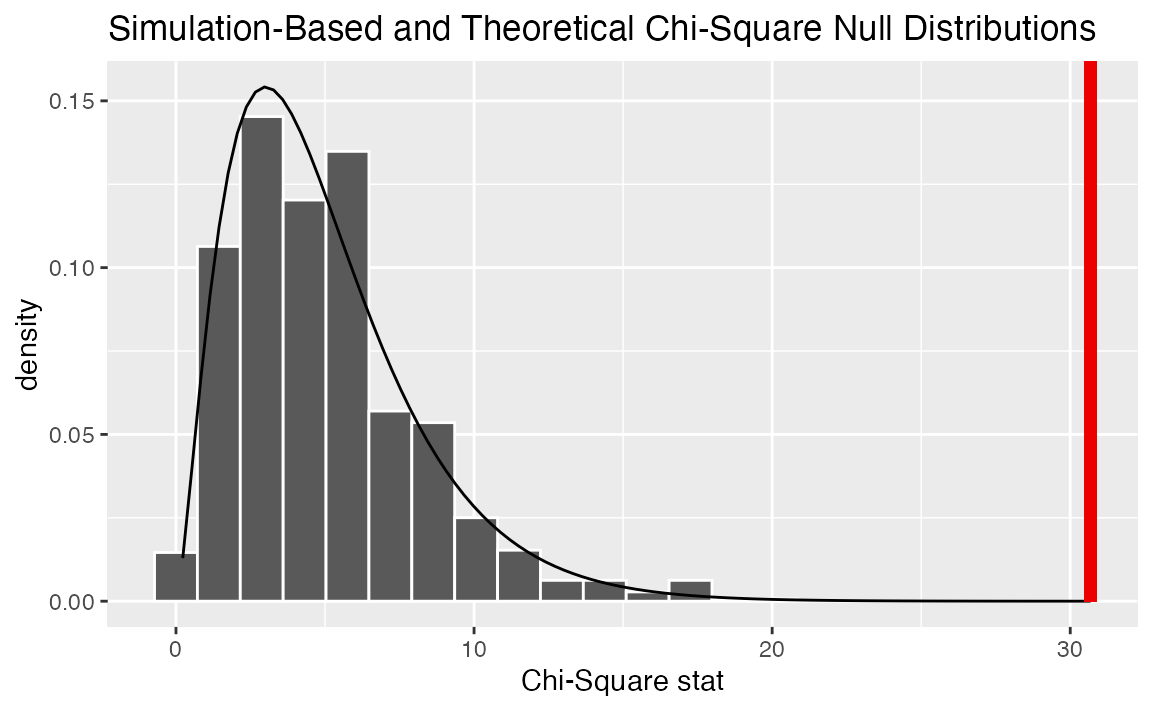 Simulation-Based and Theoretical Chi-Square Null Distributions
0.15
0.10
0.05
0.00
density
0 10 20 30
Chi-Square stat